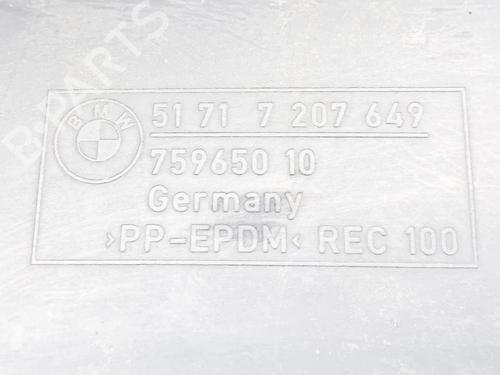 B-PARTS
BMW
51 71 7 207 649
759650 10
Germany
>PP-EPDM< REC 100